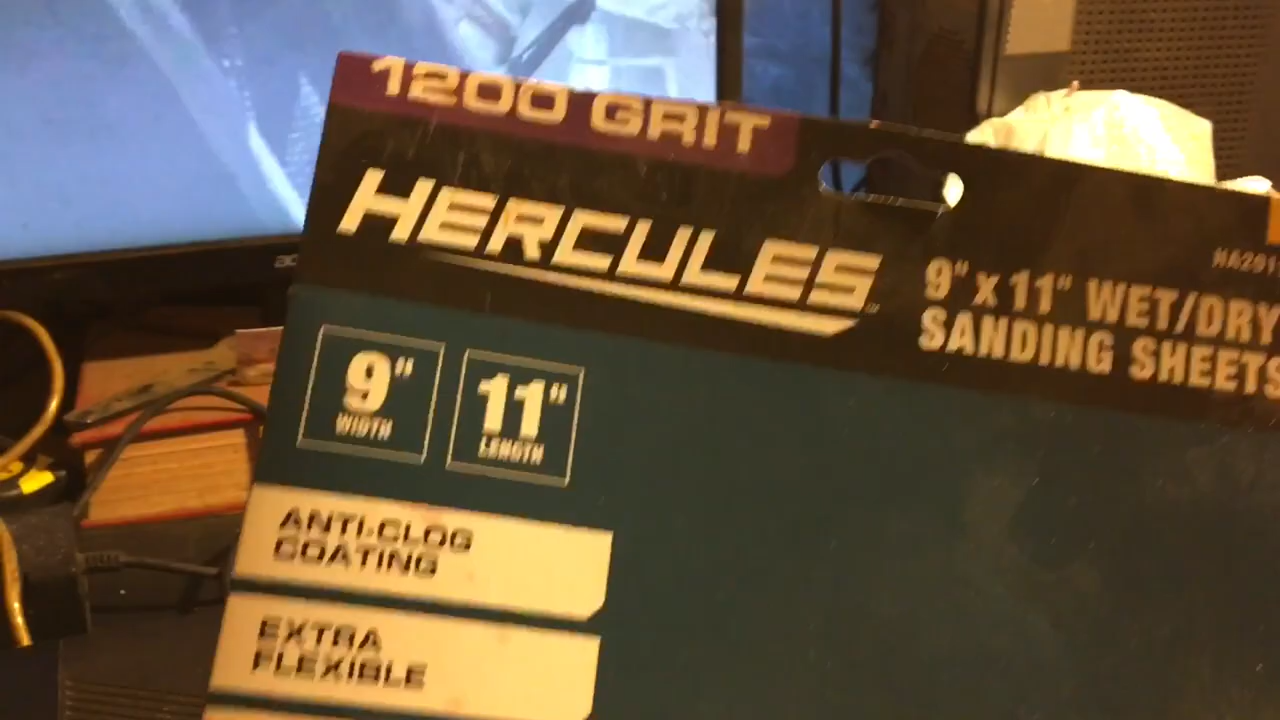 1200 GRIT
HERCULES
9" x 11" WET/DRY
SANDING SHEETS
9"
WIDTH
11"
LENGTH
ANTI-CLOG
COATING
EXTRA
FLEXIBLE